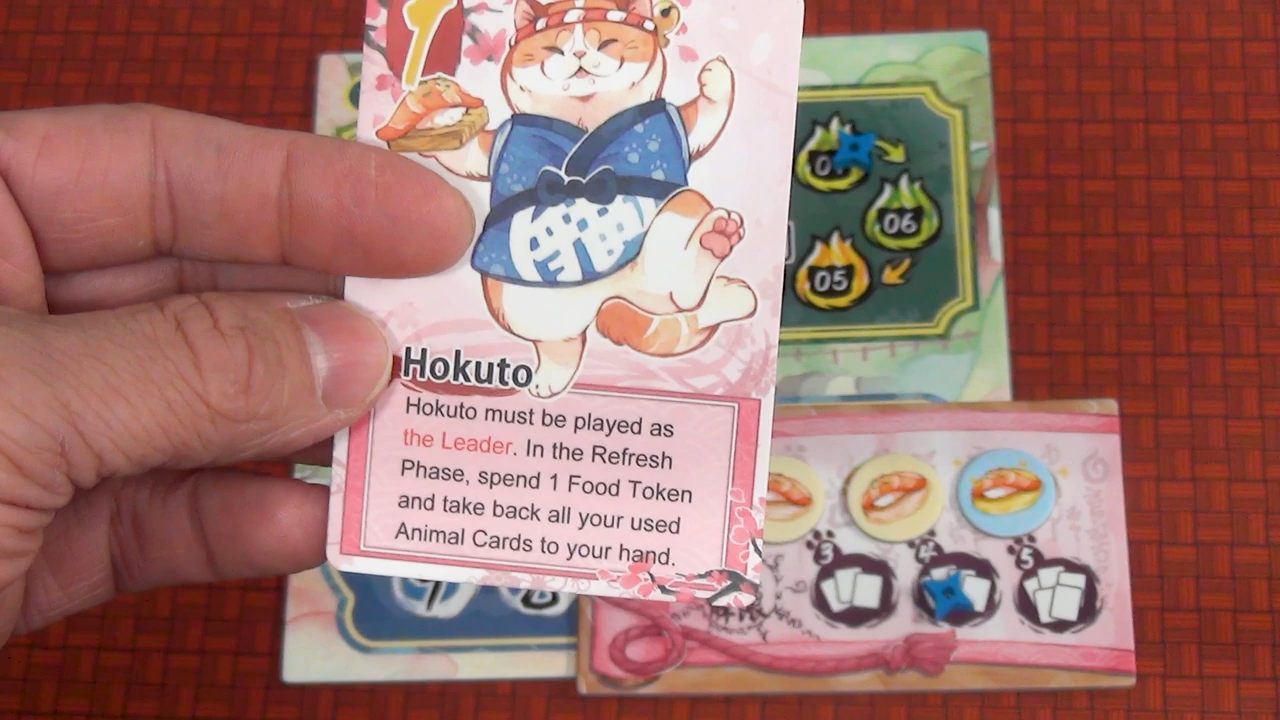 1
Hokuto
Hokuto must be played as
the Leader. In the Refresh
Phase, spend 1 Food Token
and take back all your used
Animal Cards to your hand.
06
05
3
4
5